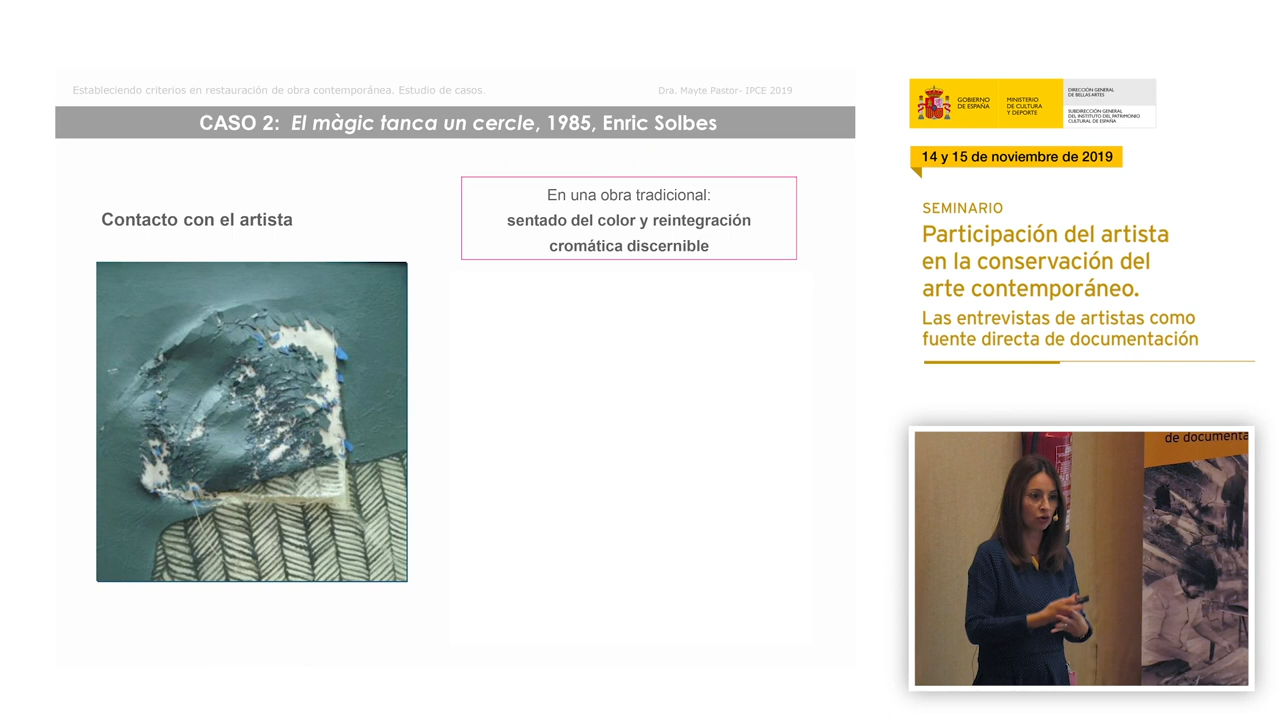 Estableciendo criterios en restauración de obra contemporánea. Estudio de casos.
Dra. Mayte Pastor- IPCE 2019
CASO 2: El màgic tanca un cercle, 1985, Enric Solbes
Contacto con el artista
En una obra tradicional:
sentado del color y reintegración
cromática discernible
GOBIERNO
DE ESPAÑA
MINISTERIO
DE CULTURA
Y DEPORTE
DIRECCIÓN GENERAL
DE BELLAS ARTES
SUBDIRECCIÓN GENERAL
DEL INSTITUTO DEL PATRIMONIO
CULTURAL DE ESPAÑA
14 y 15 de noviembre de 2019
SEMINARIO
Participación del artista
en la conservación del
arte contemporáneo.
Las entrevistas de artistas como
fuente directa de documentación
de documenta